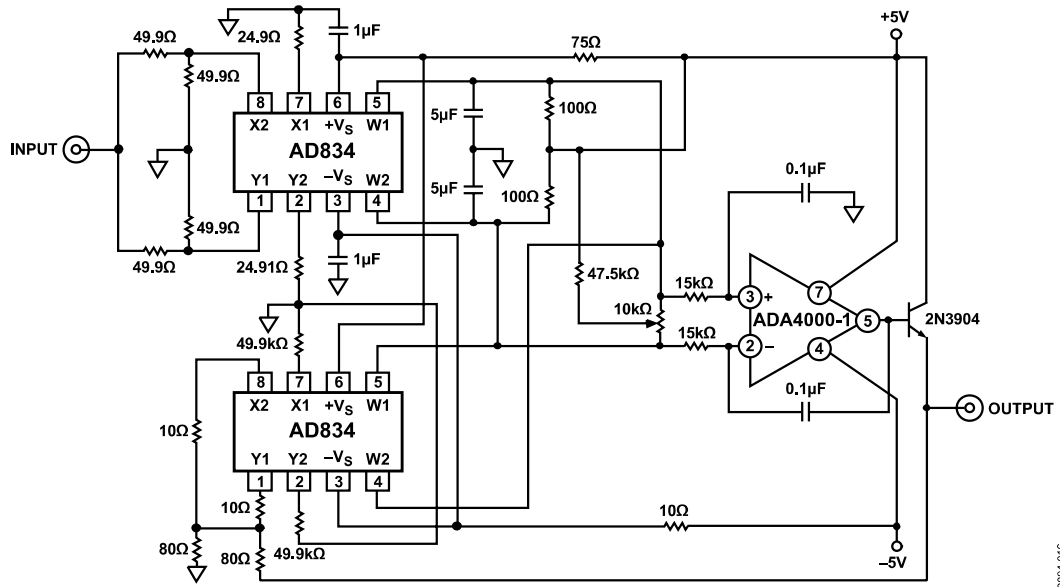 1µF
+5V
49.9Ω
24.9Ω
75Ω
49.9Ω
8 7 6 5
X2 X1 +VS W1
5µF
100Ω
INPUT
AD834
0.1µF
Y1 Y2 −VS W2
5µF
100Ω
1 2 3 4
49.9Ω
49.9Ω
24.91Ω
1µF
47.5kΩ
15kΩ
3 +
7
10kΩ
ADA4000-1
5
2N3904
49.9kΩ
15kΩ
2 −
4
8 7 6 5
X2 X1 +VS W1
0.1µF
OUTPUT
10Ω
AD834
Y1 Y2 −VS W2
1 2 3 4
10Ω
10Ω
80Ω
80Ω
49.9kΩ
−5V